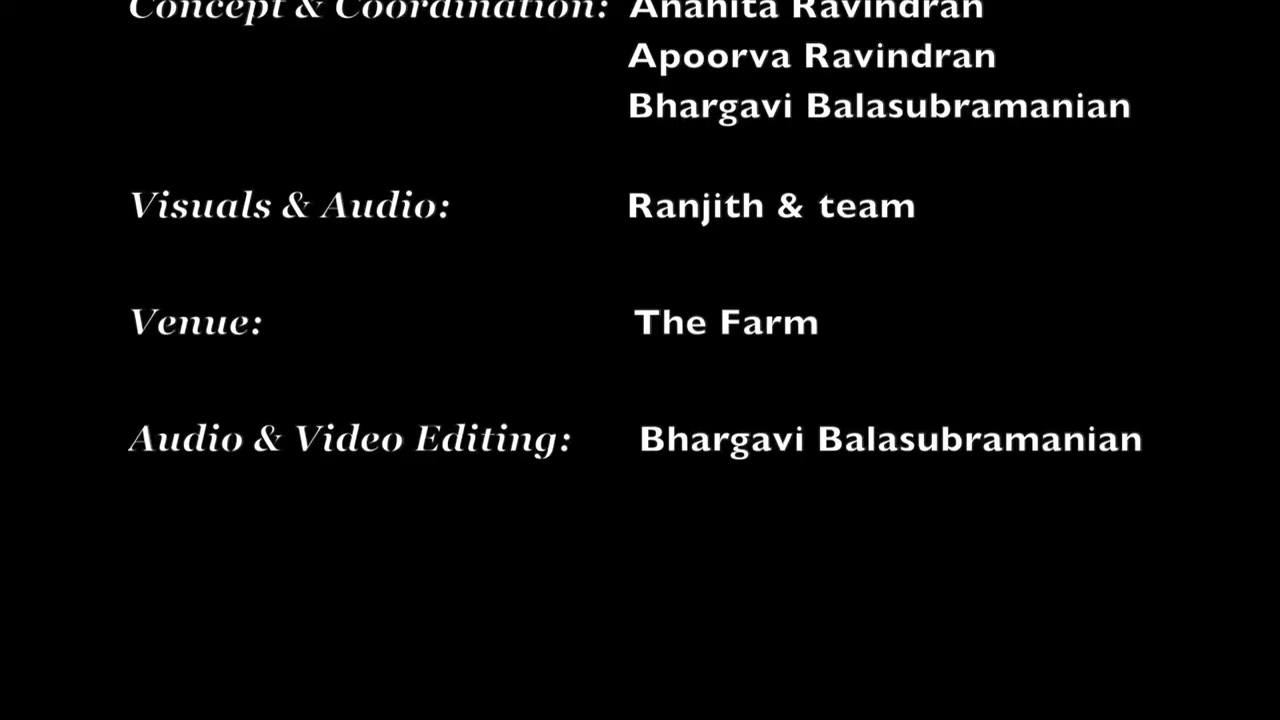 Concept & Coordination: Anahita Ravindran
Apoorva Ravindran
Bhargavi Balasubramanian
Visuals & Audio: Ranjith & team
Venue: The Farm
Audio & Video Editing: Bhargavi Balasubramanian